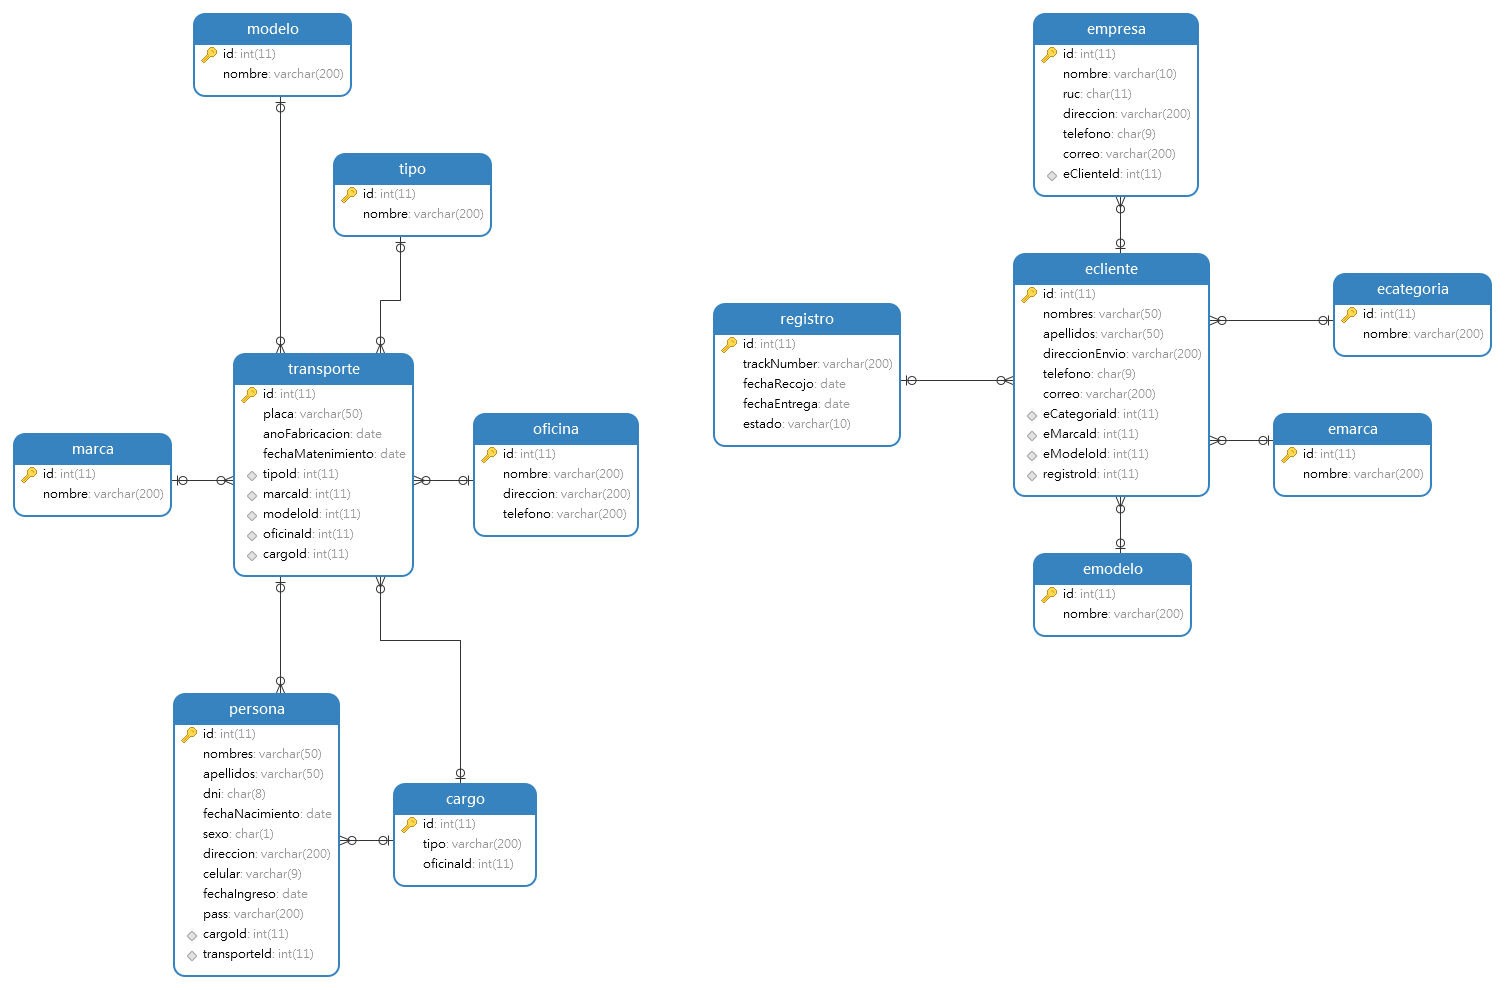 modelo
id: int(11)
nombre: varchar(200)
tipo
id: int(11)
nombre: varchar(200)
transporte
id: int(11)
placa: varchar(50)
anoFabricacion: date
fechaMatenimiento: date
tipoId: int(11)
marcaId: int(11)
modeloId: int(11)
oficinaId: int(11)
cargoId: int(11)
marca
id: int(11)
nombre: varchar(200)
oficina
id: int(11)
nombre: varchar(200)
direccion: varchar(200)
telefono: varchar(200)
persona
id: int(11)
nombres: varchar(50)
apellidos: varchar(50)
dni: char(8)
fechaNacimiento: date
sexo: char(1)
direccion: varchar(200)
celular: varchar(9)
fechaIngreso: date
pass: varchar(200)
cargoId: int(11)
transporteId: int(11)
cargo
id: int(11)
tipo: varchar(200)
oficinaId: int(11)
empresa
id: int(11)
nombre: varchar(10)
ruc: char(11)
direccion: varchar(200)
telefono: char(9)
correo: varchar(200)
eClienteId: int(11)
ecliente
id: int(11)
nombres: varchar(50)
apellidos: varchar(50)
direccionEnvio: varchar(200)
telefono: char(9)
correo: varchar(200)
eCategoriaId: int(11)
eMarcaId: int(11)
eModeloId: int(11)
registroId: int(11)
registro
id: int(11)
trackNumber: varchar(200)
fechaRecojo: date
fechaEntrega: date
estado: varchar(10)
ecategoria
id: int(11)
nombre: varchar(200)
emarca
id: int(11)
nombre: varchar(200)
emodelo
id: int(11)
nombre: varchar(200)